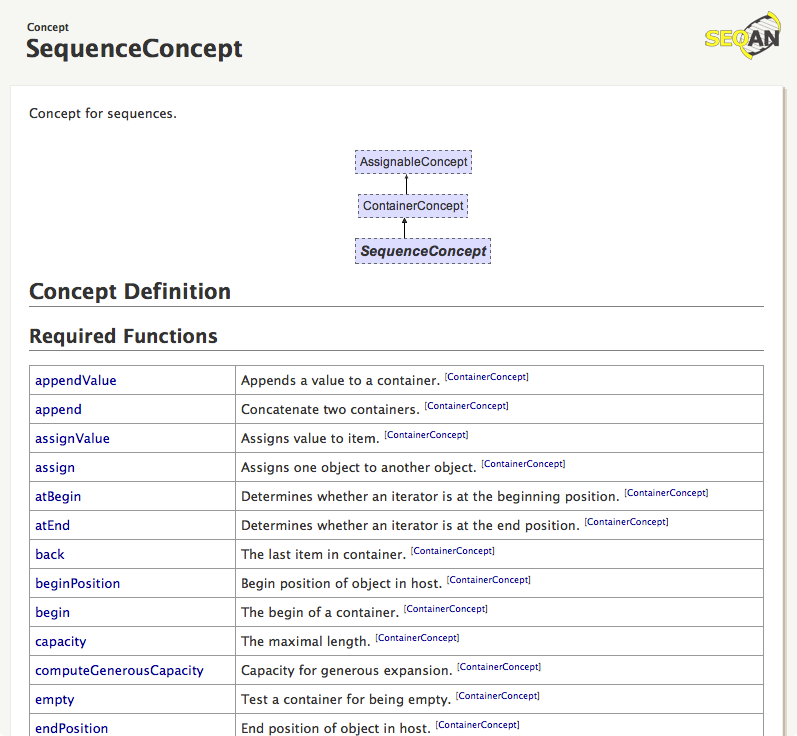 Concept
SequenceConcept
SEQAN
Concept for sequences.
AssignableConcept
ContainerConcept
SequenceConcept
Concept Definition
Required Functions
appendValue Appends a value to a container. [ContainerConcept]
append Concatenate two containers. [ContainerConcept]
assignValue Assigns value to item. [ContainerConcept]
assign Assigns one object to another object. [ContainerConcept]
atBegin Determines whether an iterator is at the beginning position. [ContainerConcept]
atEnd Determines whether an iterator is at the end position. [ContainerConcept]
back The last item in container. [ContainerConcept]
beginPosition Begin position of object in host. [ContainerConcept]
begin The begin of a container. [ContainerConcept]
capacity The maximal length. [ContainerConcept]
computeGenerousCapacity Capacity for generous expansion. [ContainerConcept]
empty Test a container for being empty. [ContainerConcept]
endPosition End position of object in host. [ContainerConcept]